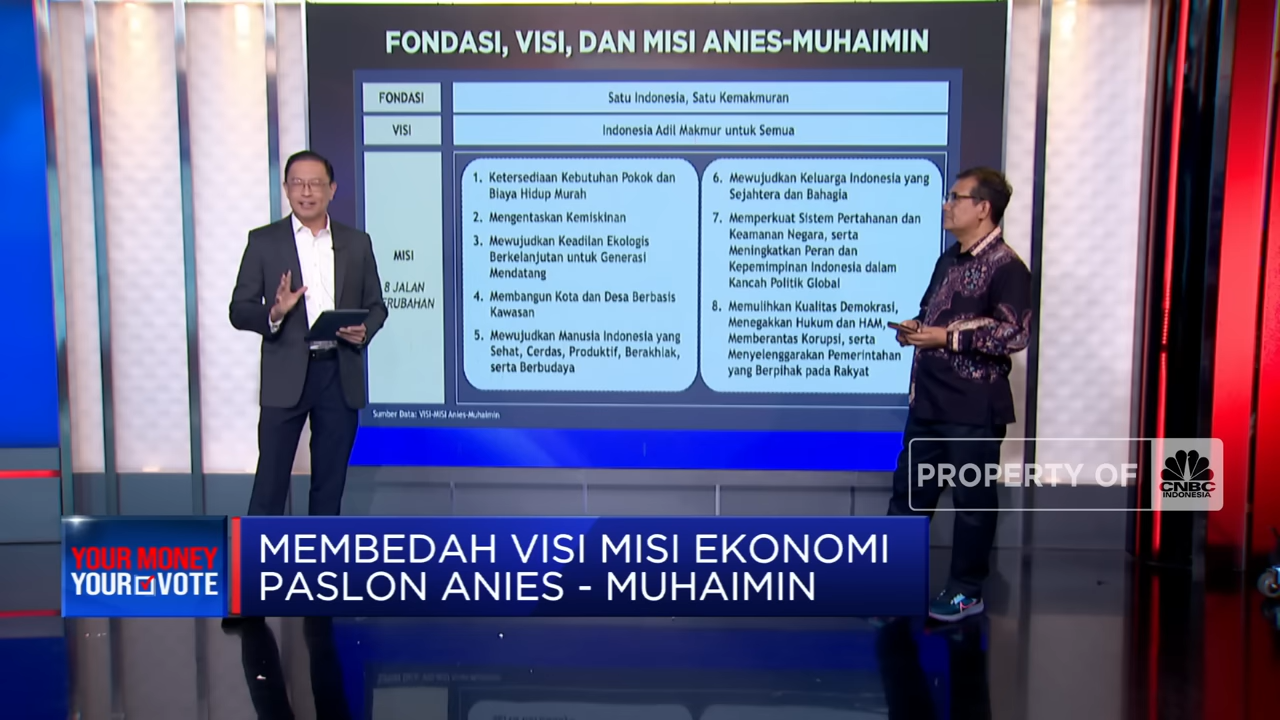 FONDASI, VISI, DAN MISI ANIES-MUHAIMIN
FONDASI
Satu Indonesia, Satu Kemakmuran
VISI
Indonesia Adil Makmur untuk Semua
MISI
8 JALAN
RUBAHAN
1. Ketersediaan Kebutuhan Pokok dan
Biaya Hidup Murah
2. Mengentaskan Kemiskinan
3. Mewujudkan Keadilan Ekologis
Berkelanjutan untuk Generasi
Mendatang
4. Membangun Kota dan Desa Berbasis
Kawasan
5. Mewujudkan Manusia Indonesia yang
Sehat, Cerdas, Produktif, Berakhlak,
serta Berbudaya
6. Mewujudkan Keluarga Indonesia yang
Sejahtera dan Bahagia
7. Memperkuat Sistem Pertahanan dan
Keamanan Negara, serta
Meningkatkan Peran dan
Kepemimpinan Indonesia dalam
Kancah Politik Global
8. Memulihkan Kualitas Demokrasi,
Menegakkan Hukum dan HAM,
Memberantas Korupsi, serta
Menyelenggarakan Pemerintahan
yang Berpihak pada Rakyat
Sumber Data: VISI-MISI Anies-Muhaimin
PROPERTY OF
CNBC
INDONESIA
YOUR MONEY
YOUR VOTE
MEMBEDAH VISI MISI EKONOMI
PASLON ANIES - MUHAIMIN